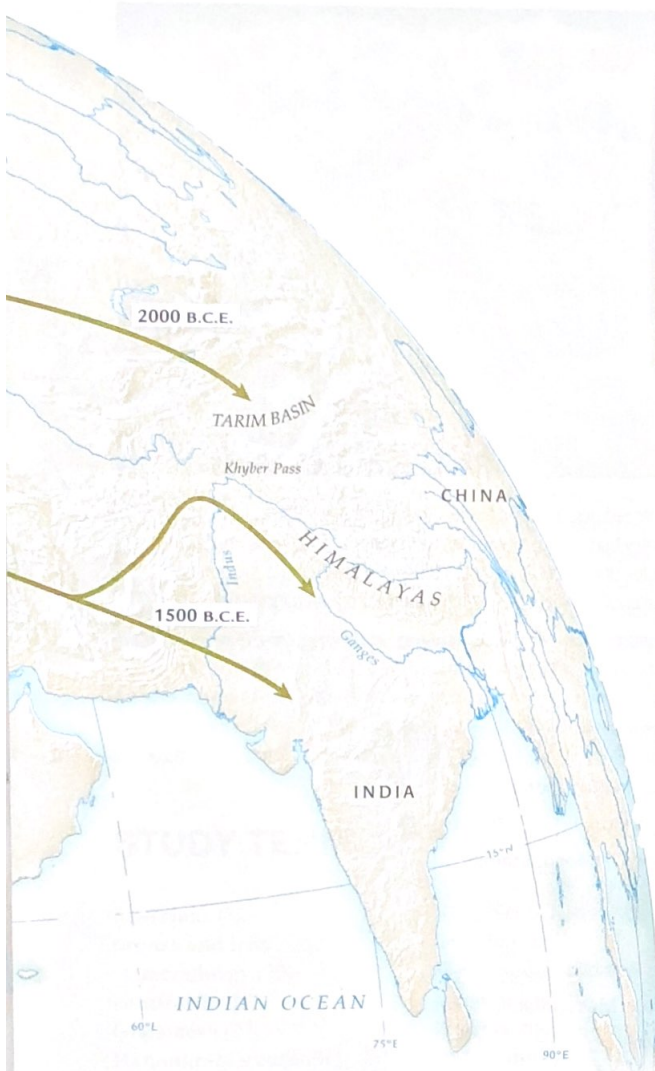 2000 B.C.E.
TARIM BASIN
Khyber Pass
CHINA
HIMALAYAS
Indus
1500 B.C.E.
Ganges
INDIA
15°N
INDIAN OCEAN
60°E
75°E
90°E